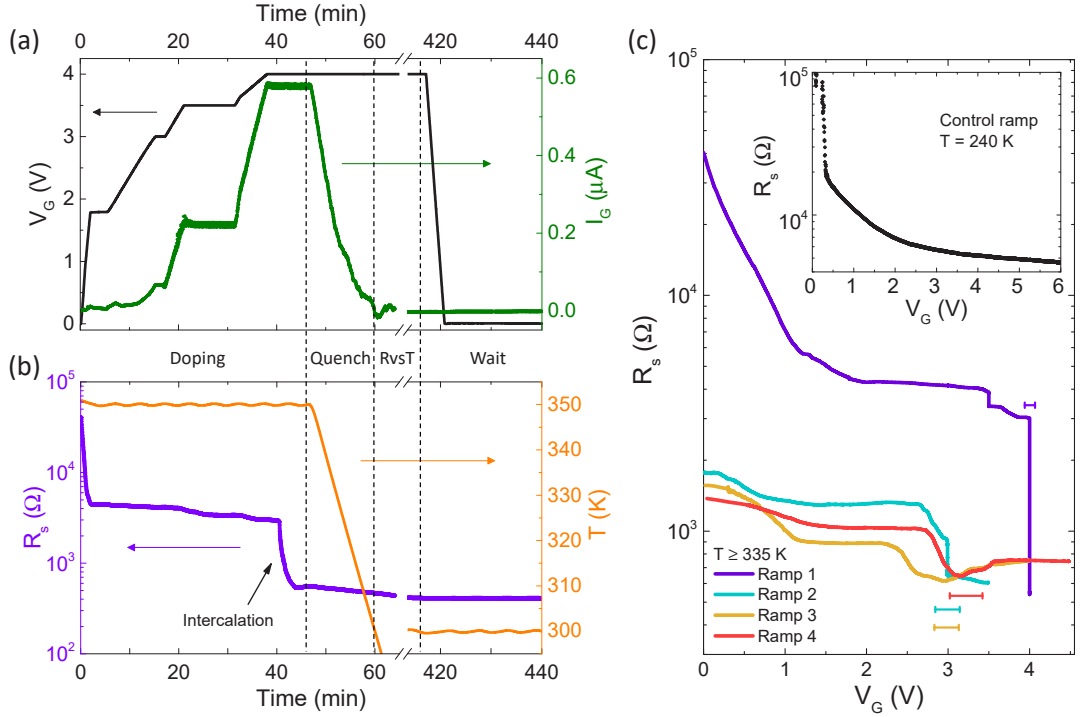 Time (min)
(a)
0 20 40 60 420 440
4
3
2
1
0
V_G (V)
0.6
0.4
0.2
0.0
I_G (μA)
Doping Quench RvsT Wait
(b)
10^5
10^4
10^3
10^2
R_s (Ω)
350
340
330
320
310
300
T (K)
Intercalation
0 20 40 60 420 440
Time (min)
(c)
10^5
10^4
10^3
R_s (Ω)
10^5
10^4
R_s (Ω)
Control ramp
T = 240 K
0 1 2 3 4 5 6
V_G (V)
T ≥ 335 K
Ramp 1
Ramp 2
Ramp 3
Ramp 4
0 1 2 3 4
V_G (V)